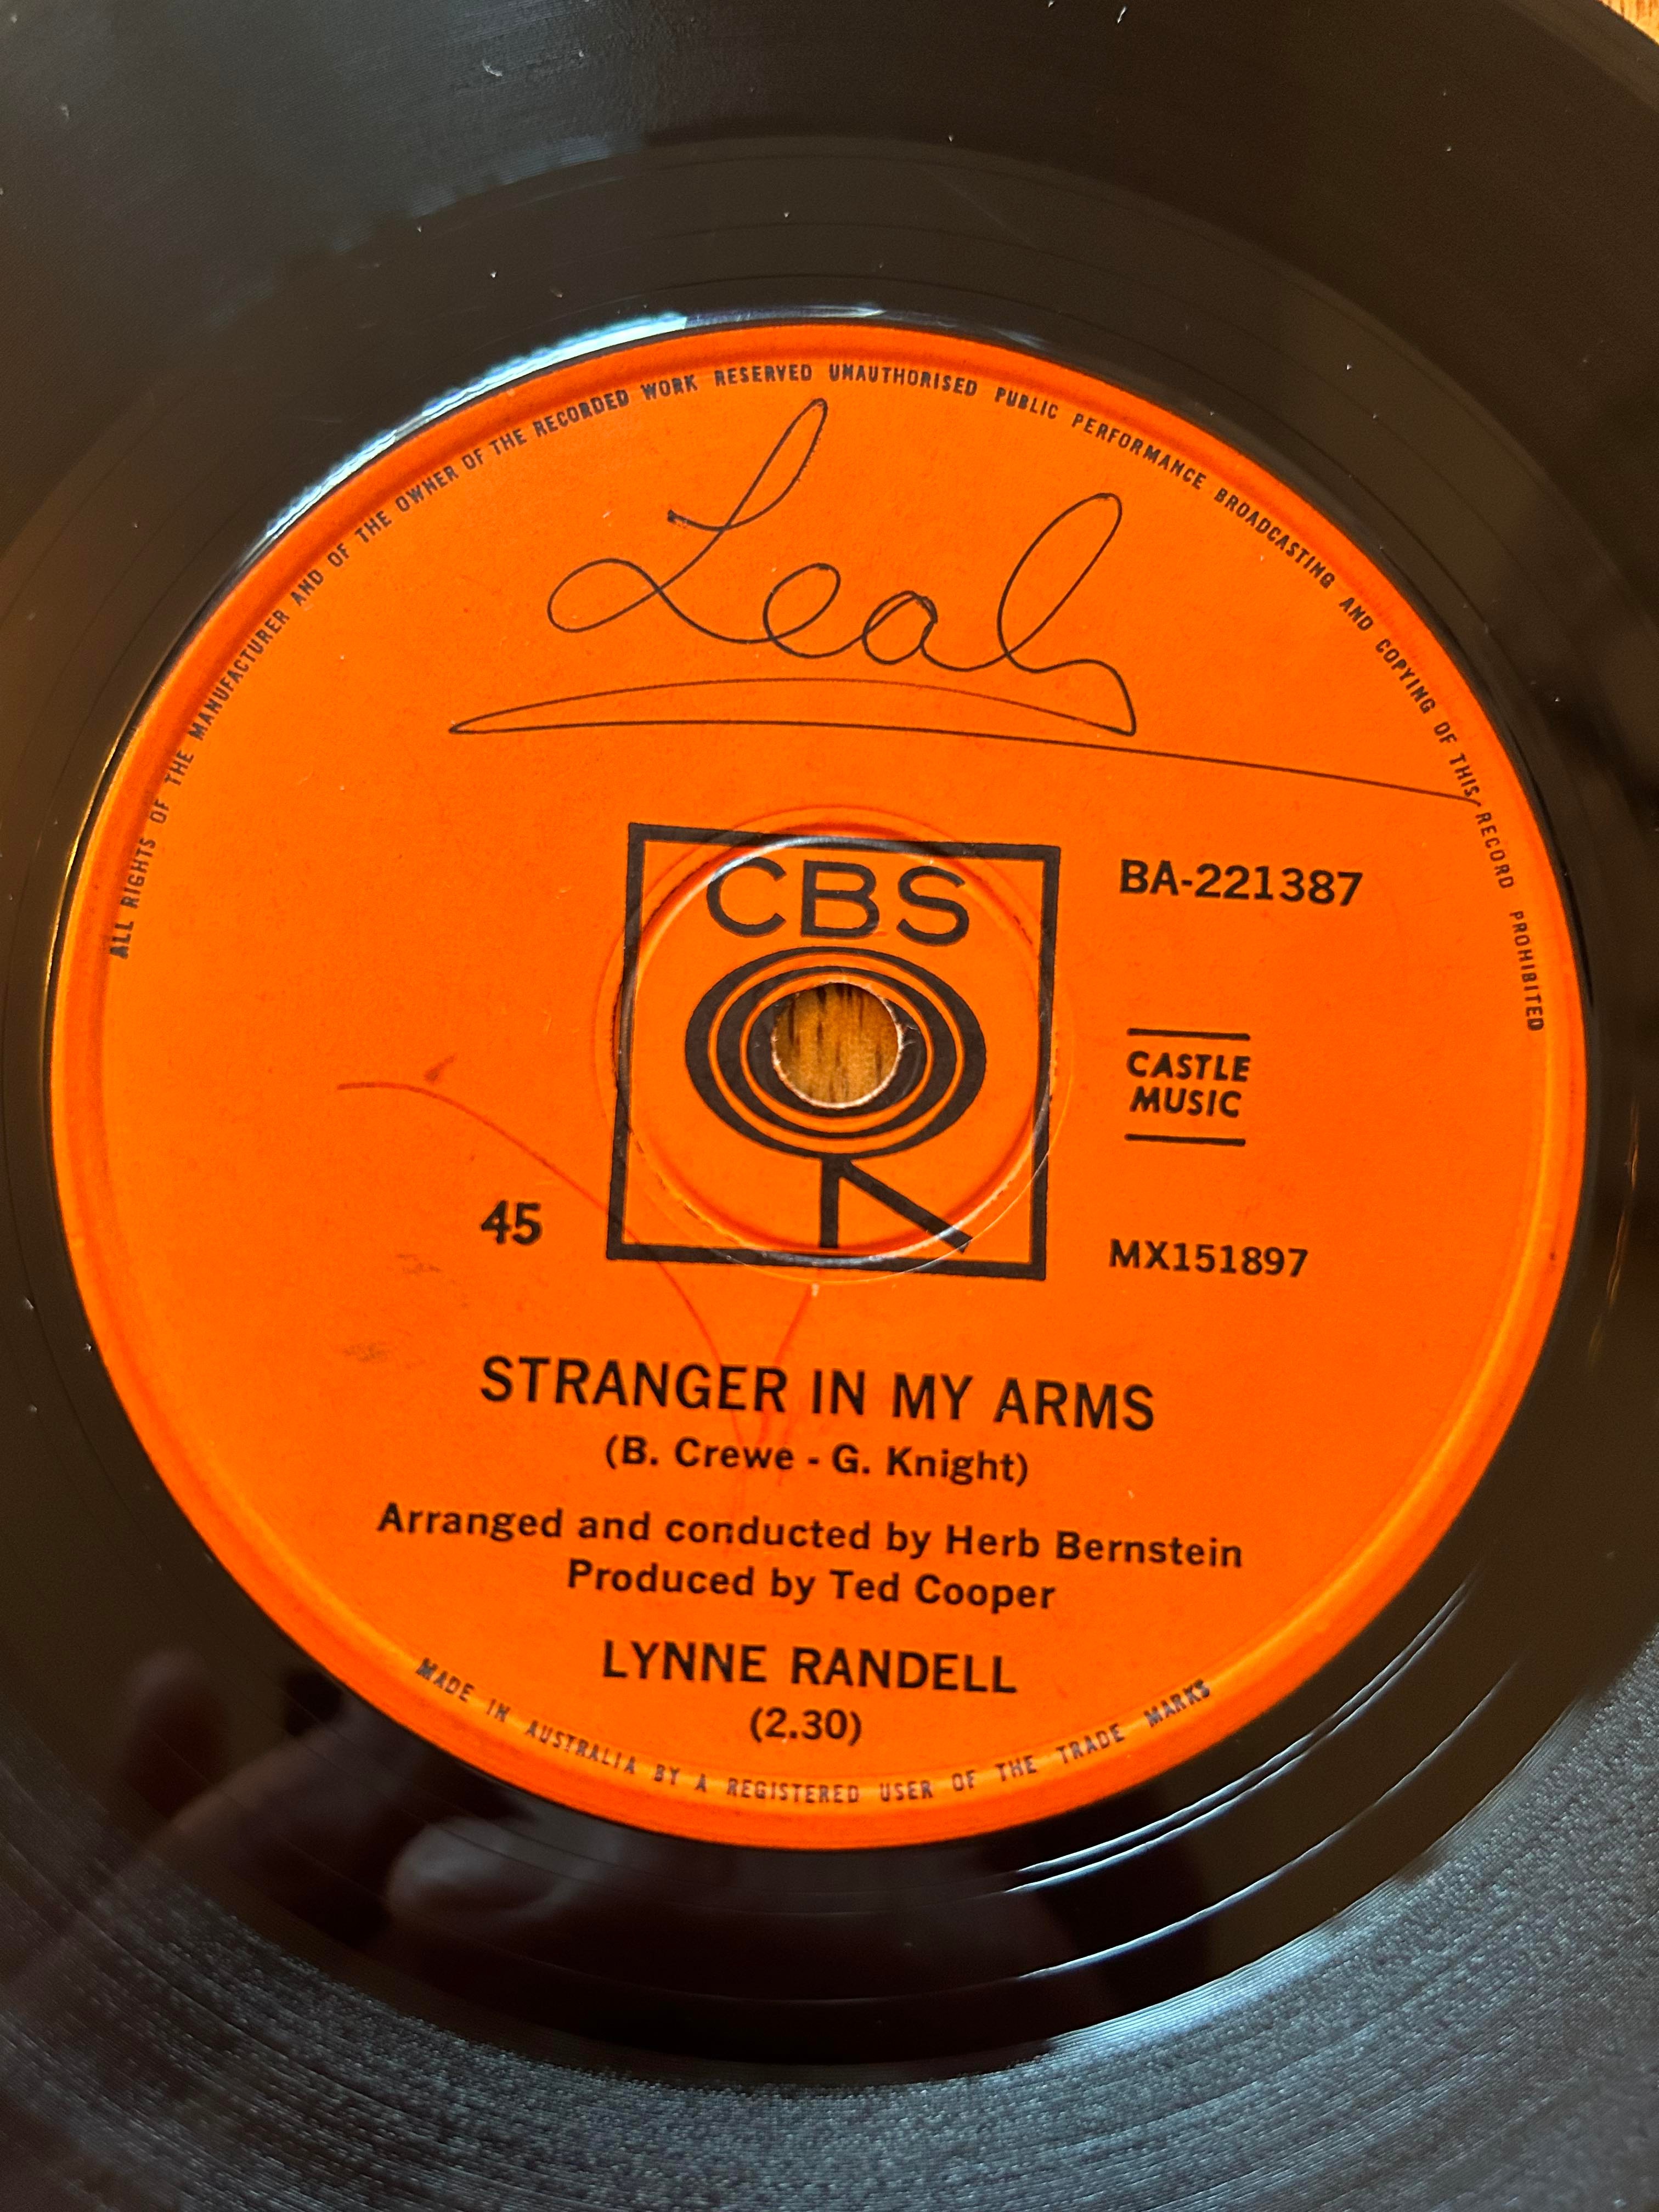 ALL RIGHTS OF THE MANUFACTURER AND OF THE OWNER OF THE RECORDED WORK RESERVED UNAUTHORISED PUBLIC PERFORMANCE BROADCASTING AND COPYING OF THIS RECORD PROHIBITED
Leah
CBS
BA-221387
CASTLE
MUSIC
45
MX151897
STRANGER IN MY ARMS
(B. Crewe - G. Knight)
Arranged and conducted by Herb Bernstein
Produced by Ted Cooper
LYNNE RANDELL
(2.30)
MADE IN AUSTRALIA BY A REGISTERED USER OF THE TRADE MARKS